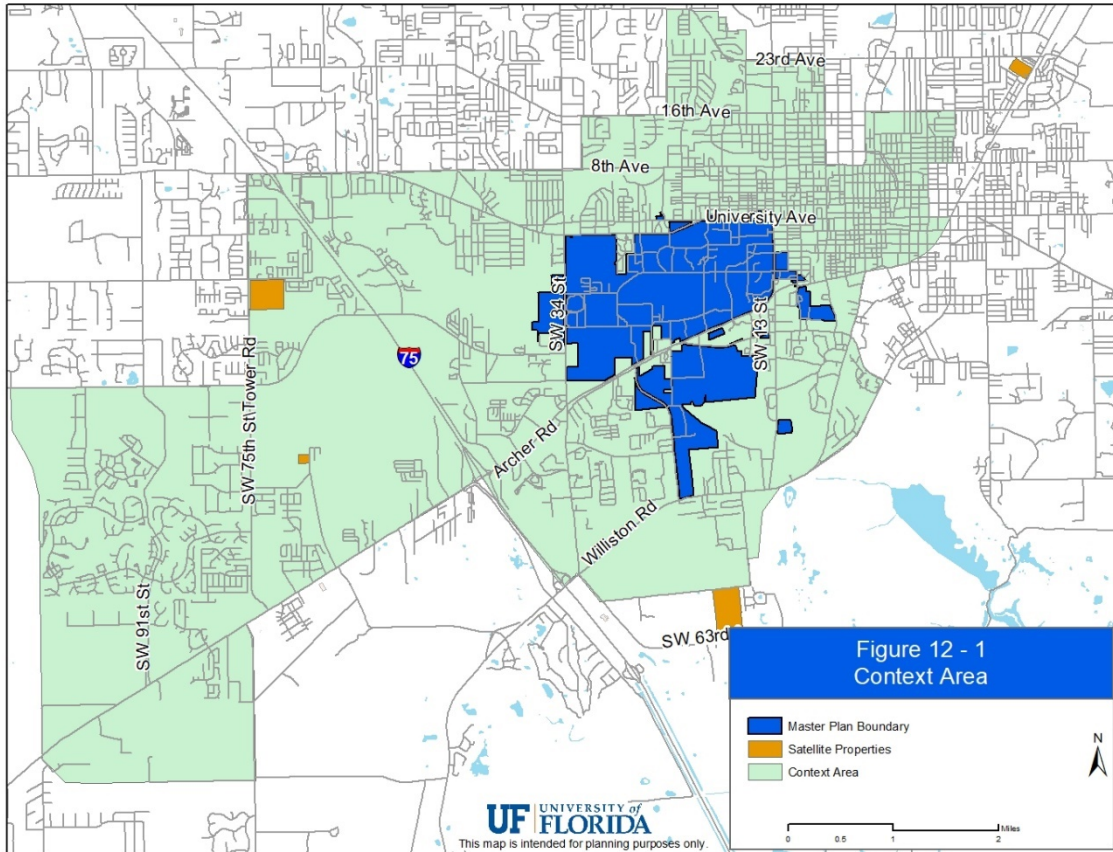 23rd Ave
16th Ave
8th Ave
University Ave
SW 34 St
SW 13 St
75
SW 75th St\Tower Rd
Archer Rd
Williston Rd
SW 91st St
SW 63rd
Figure 12 - 1
Context Area
Master Plan Boundary
Satellite Properties
Context Area
N
0 0.5 1 2 Miles
UF UNIVERSITY of
FLORIDA
This map is intended for planning purposes only.